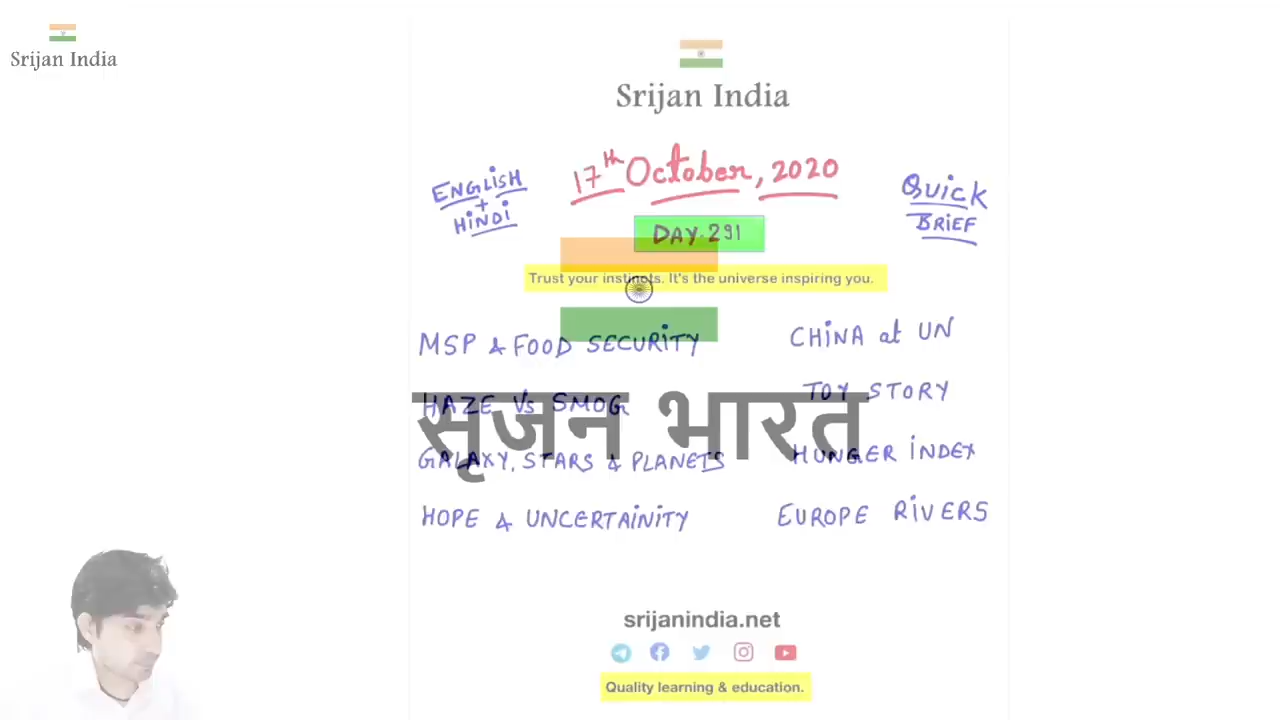 Srijan India
Srijan India
17th October, 2020
ENGLISH + HINDI
QUICK BRIEF
DAY-291
Trust your instincts. It's the universe inspiring you.
MSP & FOOD SECURITY
CHINA at UN
HAZE Vs SMOG
TOY STORY
सृजन भारत
GALAXY, STARS & PLANETS
HUNGER INDEX
HOPE & UNCERTAINITY
EUROPE RIVERS
srijanindia.net
Quality learning & education.